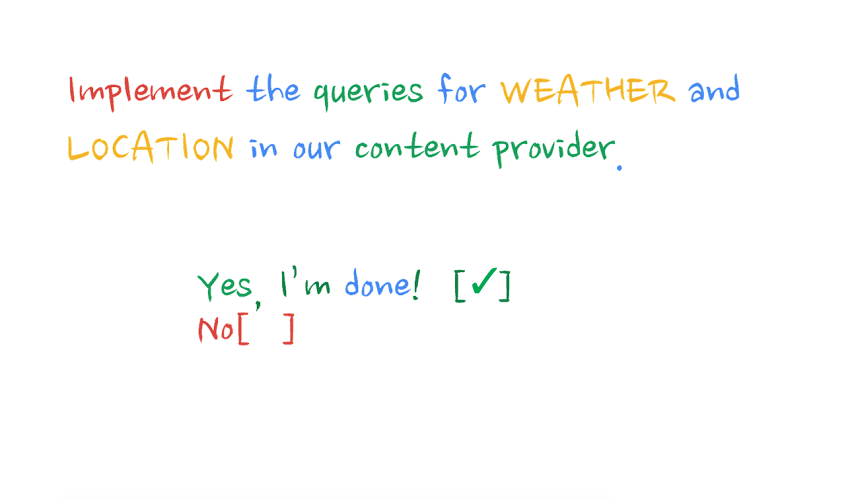 Implement the queries for WEATHER and
LOCATION in our content provider.
Yes, I'm done! [✓]
No[ ]